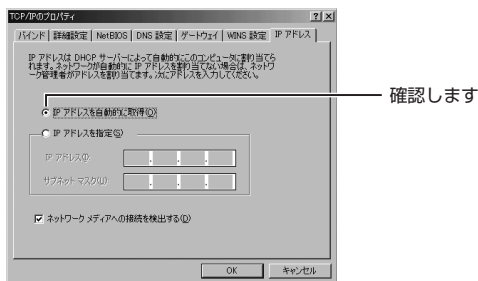 TCP/IPのプロパティ
バインド 詳細設定 NetBIOS DNS 設定 ゲートウェイ WINS 設定 IP アドレス
IP アドレスは DHCP サーバーによって自動的にこのコンピュータに割り当てら
れます。ネットワークが自動的に IP アドレスを割り当てない場合は、ネットワ
ーク管理者がアドレスを割り当てます。次にアドレスを入力してください。
IP アドレスを自動的に取得(O)
確認します
IP アドレスを指定(S)
IP アドレス(I):
サブネット マスク(U):
ネットワーク メディアへの接続を検出する(D)
OK キャンセル